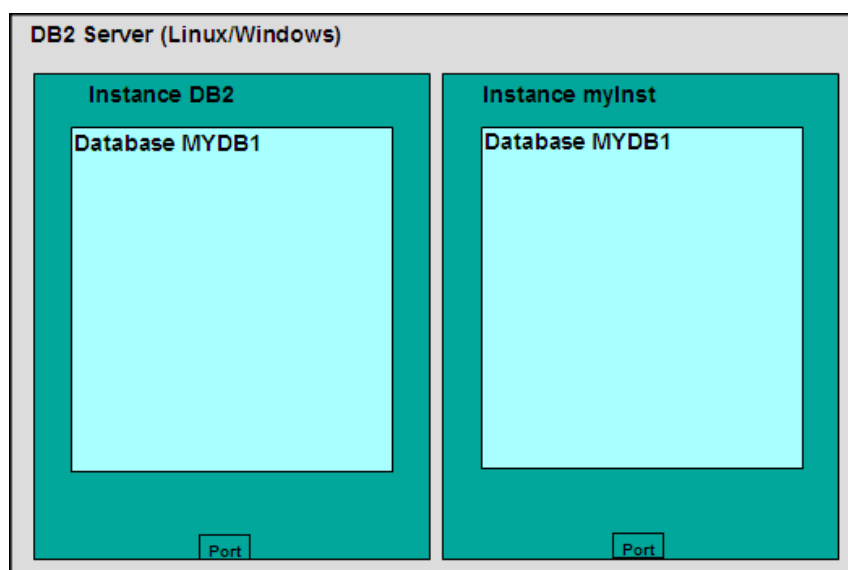 DB2 Server (Linux/Windows)
Instance DB2
Database MYDB1
Port
Instance myInst
Database MYDB1
Port